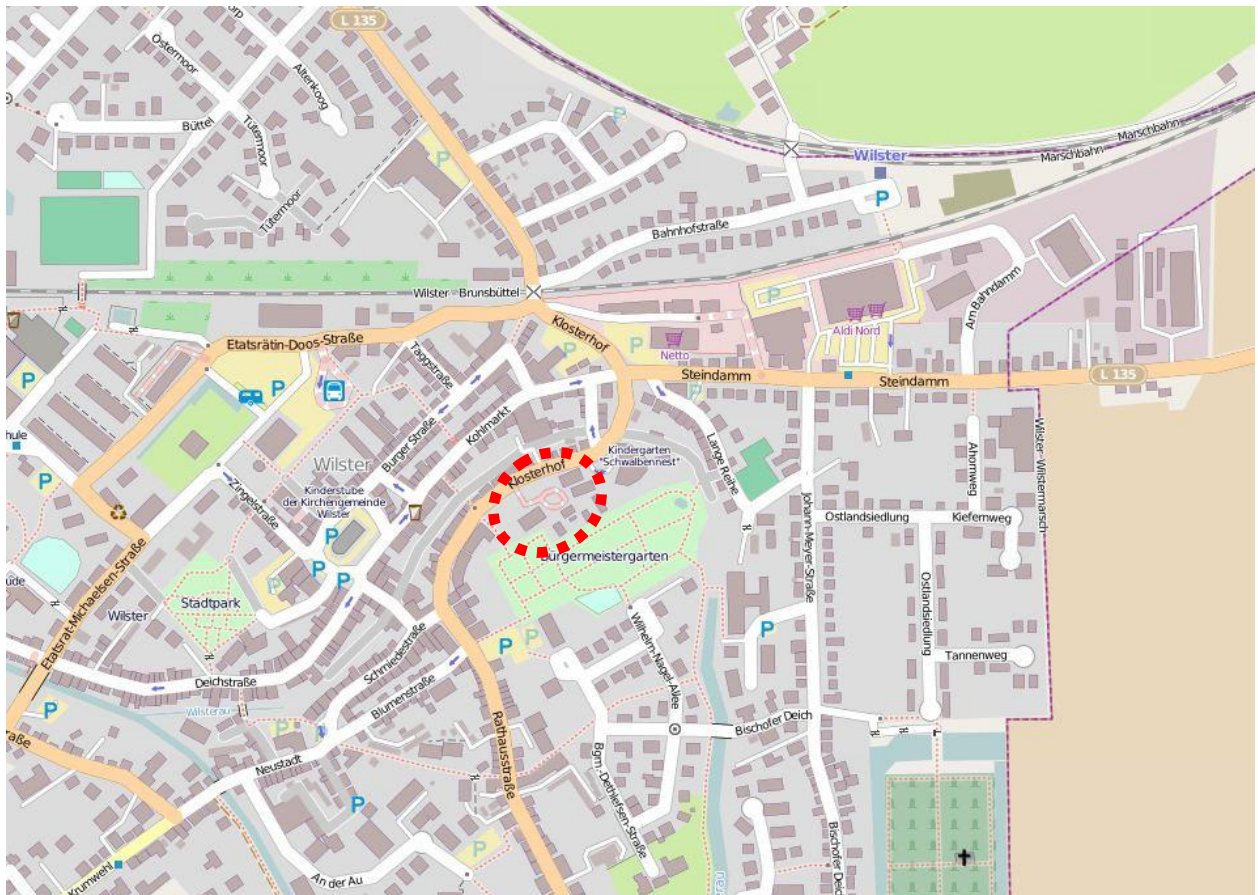 L 135
Ostermoor
Altenkoog
Büttel
Tütermoor
Tütermoor
P
P
Marschbahn
Marschbahn
Wilster
P
Bahnhofstraße
Wilster - Brunsbüttel
Am Bahndamm
P
Aldi Nord
Etatsrätin-Doos-Straße
Klosterhof
P
P
Netto
Taggstraße
Steindamm
Steindamm
L 135
P
P
P
Kohlmarkt
Lange Reihe
Burger Straße
Kindergarten
"Schwalbennest"
Wilster
Klosterhof
Ahornweg
Wilster
Wilstermarsch
P
Zingelstraße
Kinderstube
der Kirchengemeinde
Wilster
Johann-Meyer-Straße
Ostlandsiedlung
Kiefernweg
P
Bürgermeistergarten
P
P
Etatsrat-Michaelsen-Straße
Stadtpark
Wilster
Ostlandsiedlung
Wilhelm-Nagel-Allee
P
P
P
Schmiedestraße
Tannenweg
Deichstraße
Blumenstraße
P
Wilsterau
Bischofer Deich
P
Rathausstraße
Neustadt
Bgm.-Dethlefsen-Straße
P
Bischofer Deich
P
Krumwehl
An der Au